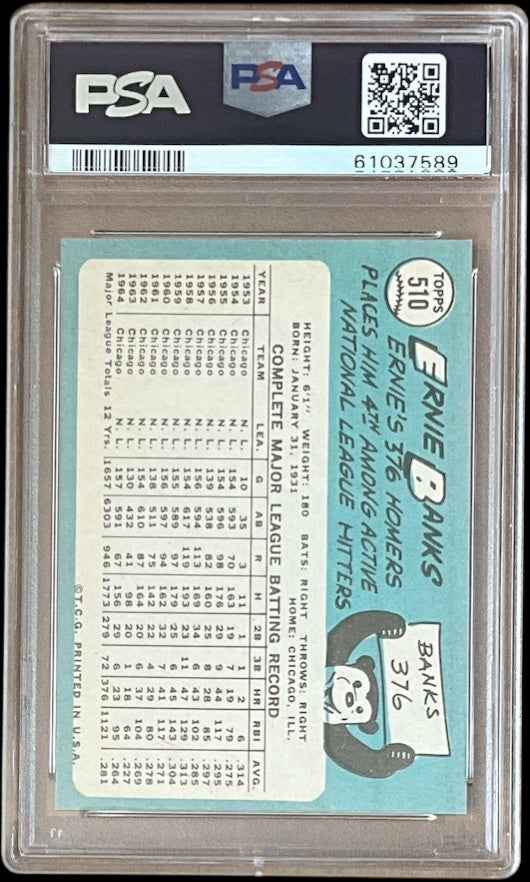 PSA
PSA
61037589
TOPPS
510
ERNIE BANKS
ERNIE'S 376 HOMERS
PLACES HIM 4TH AMONG ACTIVE
NATIONAL LEAGUE HITTERS
BANKS
376
HEIGHT: 6'1" WEIGHT: 180 BATS: RIGHT THROWS: RIGHT
BORN: JANUARY 31, 1931 HOME: CHICAGO, ILL.
COMPLETE MAJOR LEAGUE BATTING RECORD
YEAR TEAM LEA. G AB R H 2B 3B HR RBI AVG.
1953 Chicago N. L. 10 35 3 11 1 1 2 6 .314
1954 Chicago N. L. 154 593 70 163 19 7 19 79 .275
1955 Chicago N. L. 154 596 98 176 29 9 44 117 .295
1956 Chicago N. L. 139 538 82 160 25 8 28 85 .297
1957 Chicago N. L. 156 594 113 169 34 6 43 102 .285
1958 Chicago N. L. 154 617 119 193 23 11 47 129 .313
1959 Chicago N. L. 155 589 97 179 25 6 45 143 .304
1960 Chicago N. L. 156 597 94 162 32 7 41 117 .271
1961 Chicago N. L. 138 511 75 142 22 4 29 80 .278
1962 Chicago N. L. 154 610 87 164 20 6 37 104 .269
1963 Chicago N. L. 130 432 41 98 20 1 18 64 .227
1964 Chicago N. L. 157 591 67 156 29 6 23 95 .264
Major League Totals 12 Yrs. 1657 6303 946 1773 279 72 376 1121 .281
©T.C.G. PRINTED IN U.S.A.